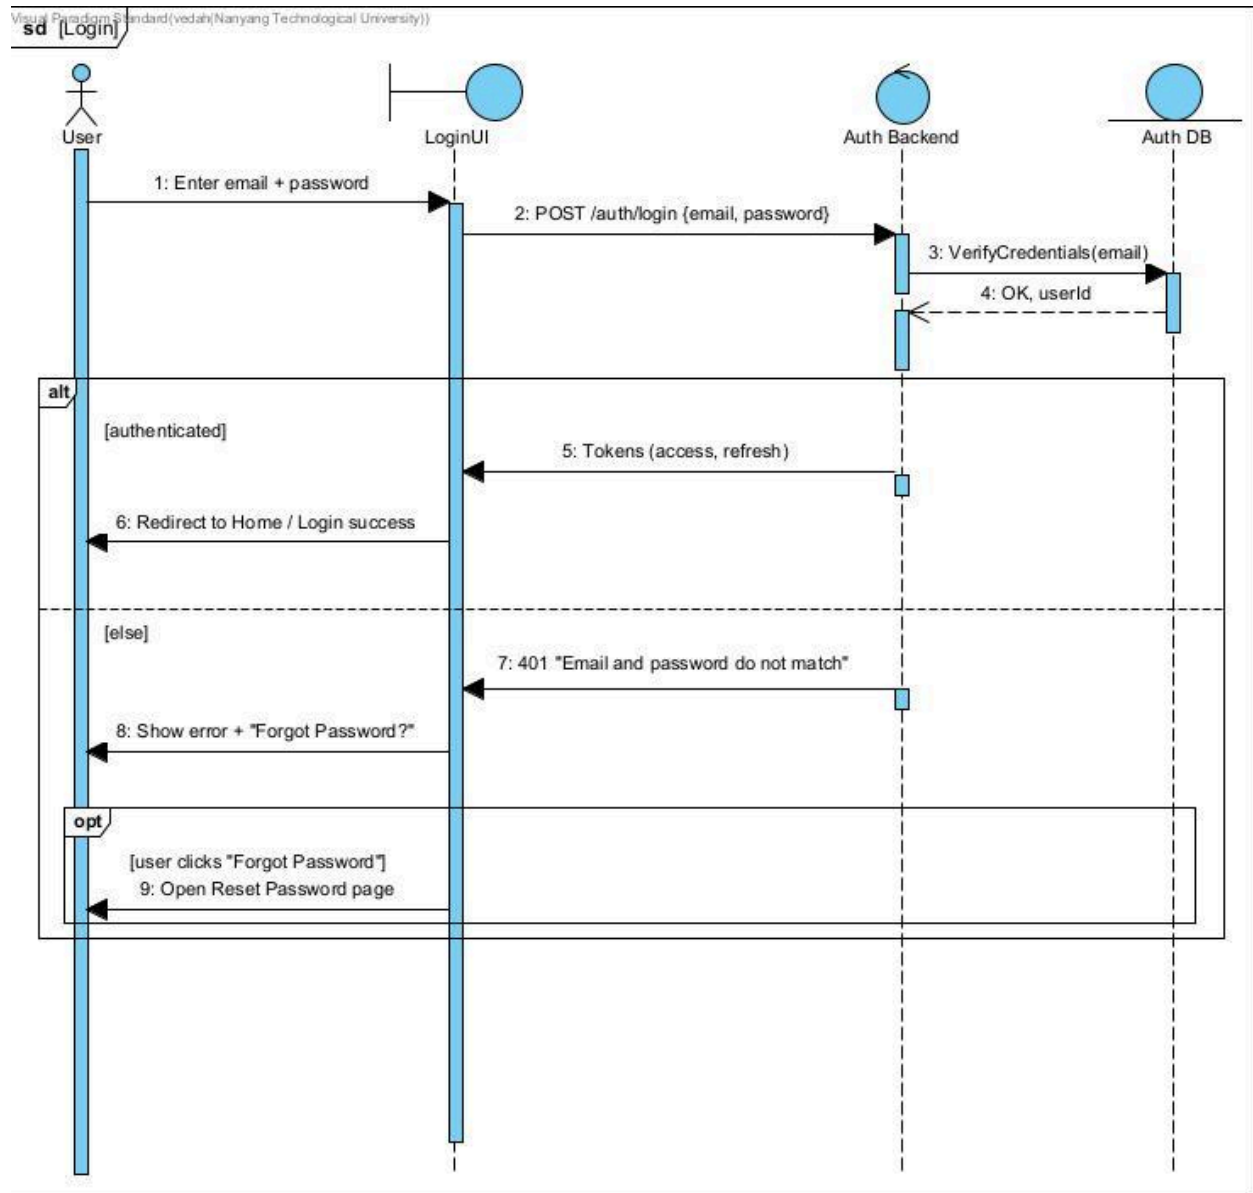 Visual Paradigm Standard(vedah(Nanyang Technological University))
sd [Login]
User
LoginUI
Auth Backend
Auth DB
1: Enter email + password
2: POST /auth/login {email, password}
3: VerifyCredentials(email)
4: OK, userId
alt
[authenticated]
5: Tokens (access, refresh)
6: Redirect to Home / Login success
[else]
7: 401 "Email and password do not match"
8: Show error + "Forgot Password?"
opt
[user clicks "Forgot Password"]
9: Open Reset Password page